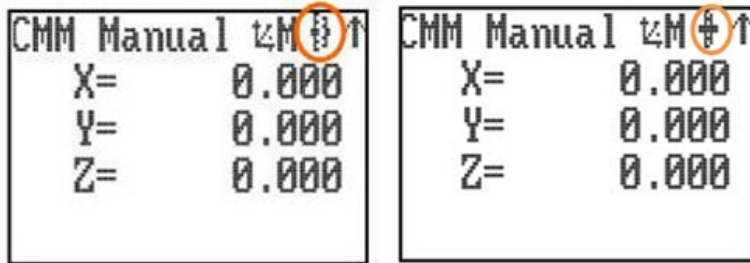 CMM Manual M ↑
X= 0.000
Y= 0.000
Z= 0.000
CMM Manual M ↑
X= 0.000
Y= 0.000
Z= 0.000